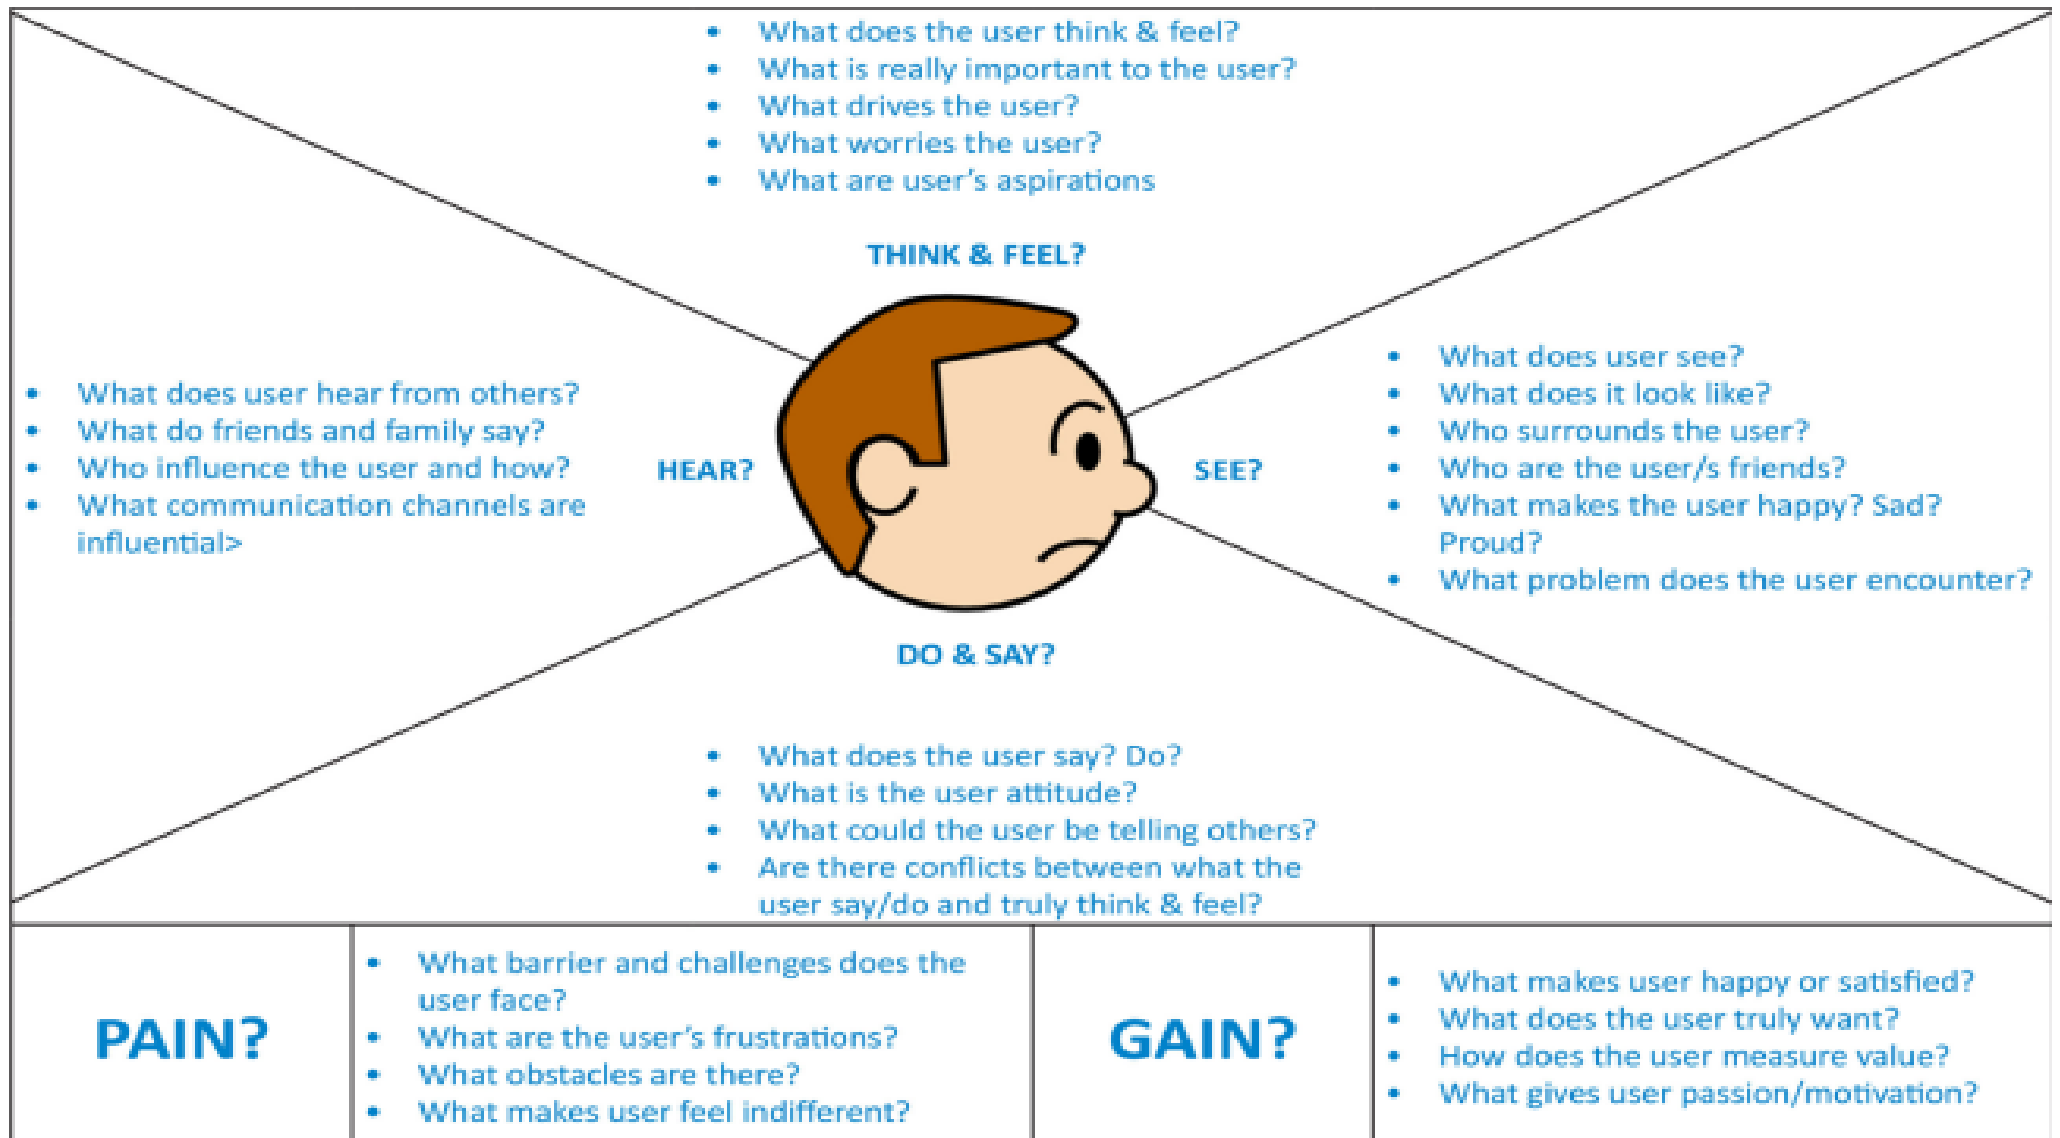 • What does the user think & feel?
• What is really important to the user?
• What drives the user?
• What worries the user?
• What are user's aspirations
THINK & FEEL?
• What does user hear from others?
• What do friends and family say?
• Who influence the user and how?
• What communication channels are
influential>
HEAR?
SEE?
• What does user see?
• What does it look like?
• Who surrounds the user?
• Who are the user/s friends?
• What makes the user happy? Sad?
Proud?
• What problem does the user encounter?
DO & SAY?
• What does the user say? Do?
• What is the user attitude?
• What could the user be telling others?
• Are there conflicts between what the
user say/do and truly think & feel?
PAIN?
• What barrier and challenges does the
user face?
• What are the user's frustrations?
• What obstacles are there?
• What makes user feel indifferent?
GAIN?
• What makes user happy or satisfied?
• What does the user truly want?
• How does the user measure value?
• What gives user passion/motivation?